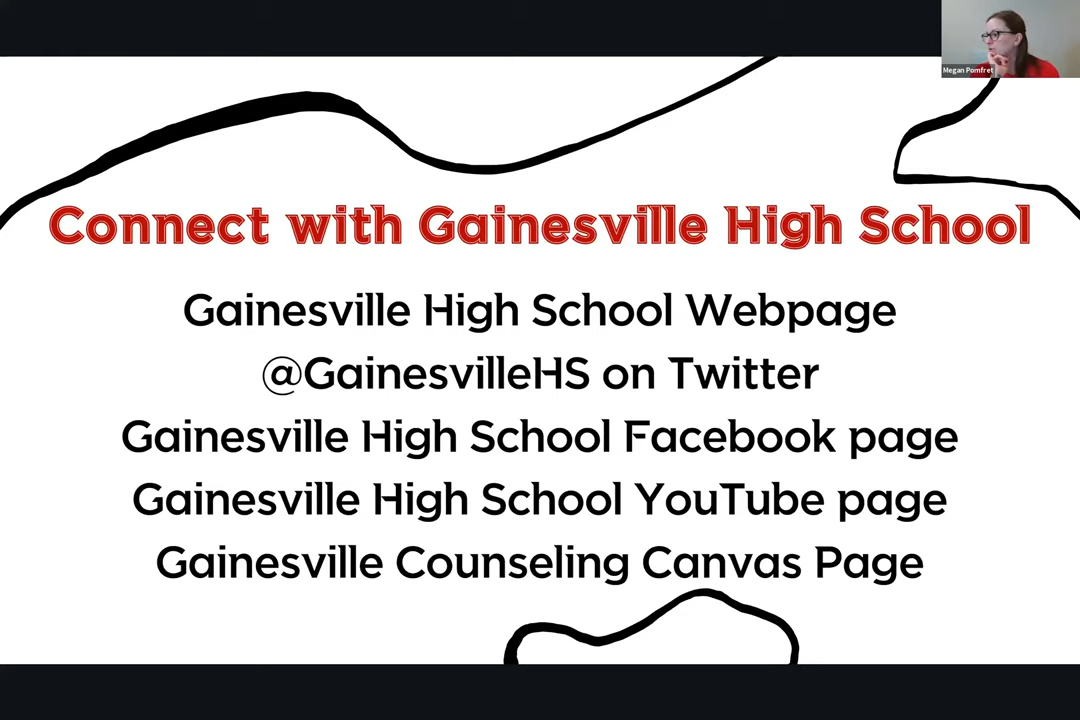 Megan Pomfret
Connect with Gainesville High School
Gainesville High School Webpage
@GainesvilleHS on Twitter
Gainesville High School Facebook page
Gainesville High School YouTube page
Gainesville Counseling Canvas Page